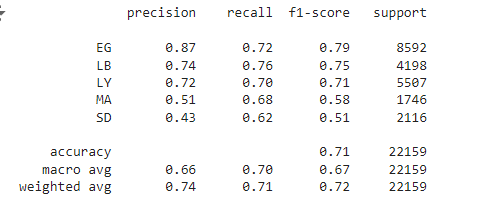 precision recall f1-score support
EG 0.87 0.72 0.79 8592
LB 0.74 0.76 0.75 4198
LY 0.72 0.70 0.71 5507
MA 0.51 0.68 0.58 1746
SD 0.43 0.62 0.51 2116
accuracy 0.71 22159
macro avg 0.66 0.70 0.67 22159
weighted avg 0.74 0.71 0.72 22159